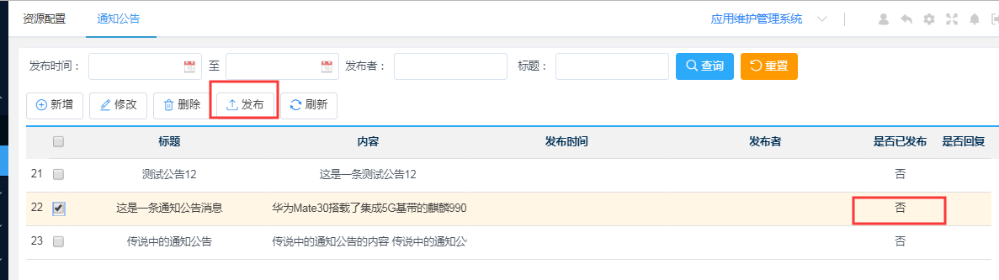 资源配置 通知公告 应用维护管理系统
发布时间： 至 发布者： 标题： 查询 重置
新增 修改 删除 发布 刷新
标题 内容 发布时间 发布者 是否已发布 是否回复
21 测试公告12 这是一条测试公告12 否
22 这是一条通知公告消息 华为Mate30搭载了集成5G基带的麒麟990 否
23 传说中的通知公告 传说中的通知公告的内容 传说中的通知公 否